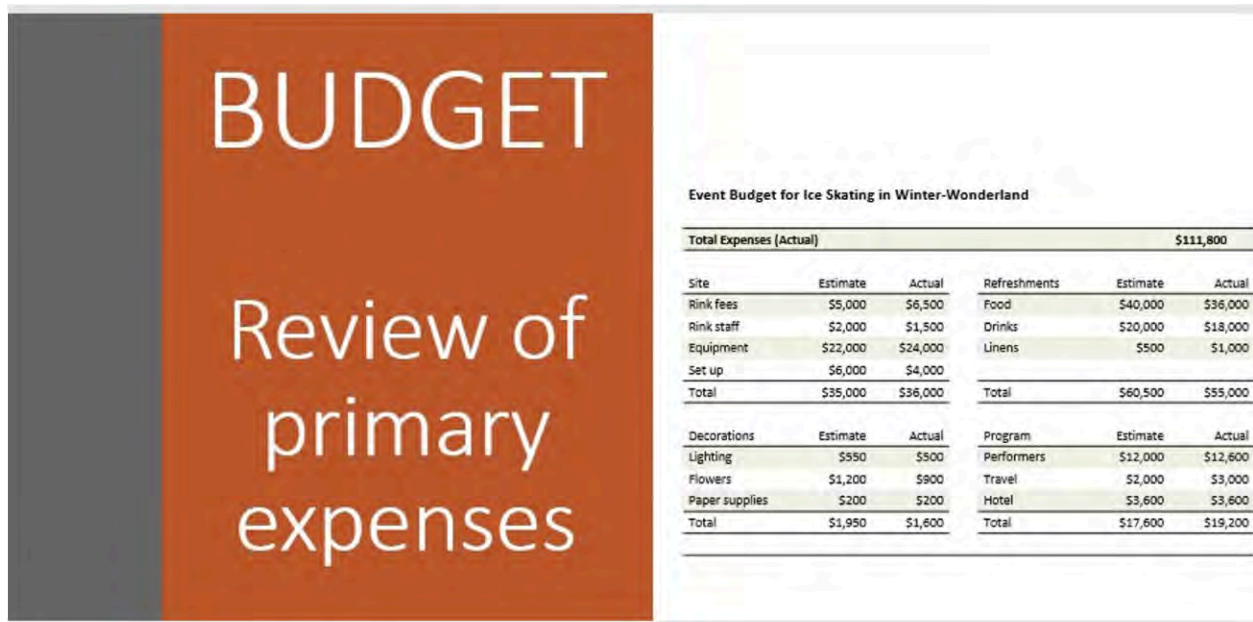 BUDGET
Review of
primary
expenses
Event Budget for Ice Skating in Winter-Wonderland
Total Expenses (Actual) $111,800
Site Estimate Actual Refreshments Estimate Actual
Rink fees $5,000 $6,500 Food $40,000 $36,000
Rink staff $2,000 $1,500 Drinks $20,000 $18,000
Equipment $22,000 $24,000 Linens $500 $1,000
Set up $6,000 $4,000
Total $35,000 $36,000 Total $60,500 $55,000
Decorations Estimate Actual Program Estimate Actual
Lighting $550 $500 Performers $12,000 $12,600
Flowers $1,200 $900 Travel $2,000 $3,000
Paper supplies $200 $200 Hotel $3,600 $3,600
Total $1,950 $1,600 Total $17,600 $19,200